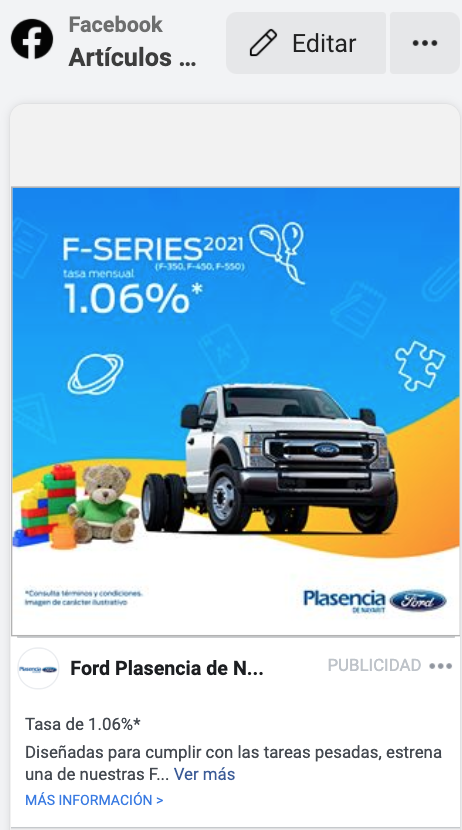 Facebook
Artículos ...
Editar
F-SERIES 2021
(F-350, F-450, F-550)
tasa mensual
1.06%*
A+
*Consulta términos y condiciones.
Imagen de carácter ilustrativo
Plasencia
DE NAYARIT
Ford
Ford Plasencia de N...
PUBLICIDAD
Tasa de 1.06%*
Diseñadas para cumplir con las tareas pesadas, estrena
una de nuestras F... Ver más
MÁS INFORMACIÓN >